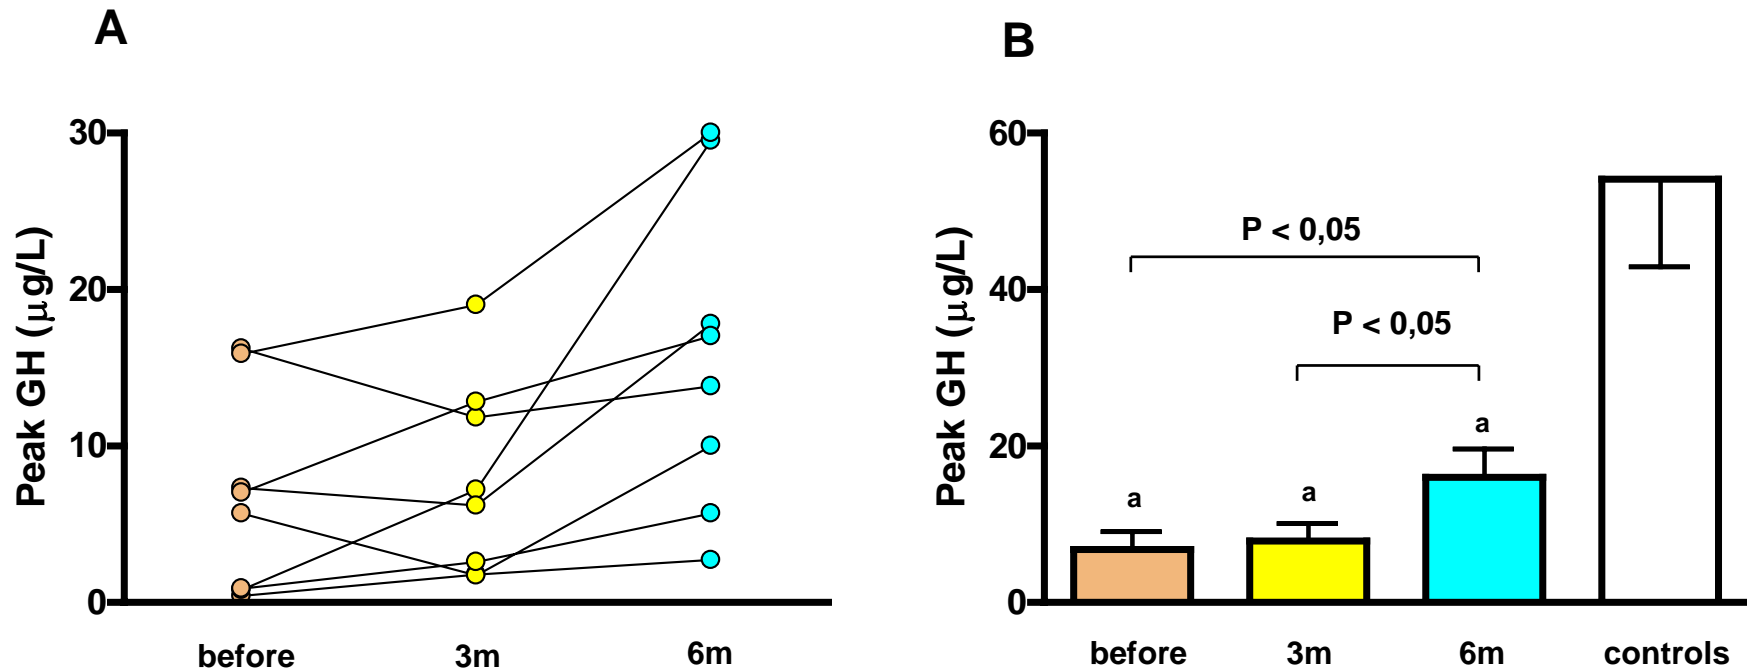 A
Peak GH (μg/L)
30
20
10
0
before 3m 6m
B
Peak GH (μg/L)
60
40
20
0
P < 0,05
P < 0,05
a a a
before 3m 6m controls